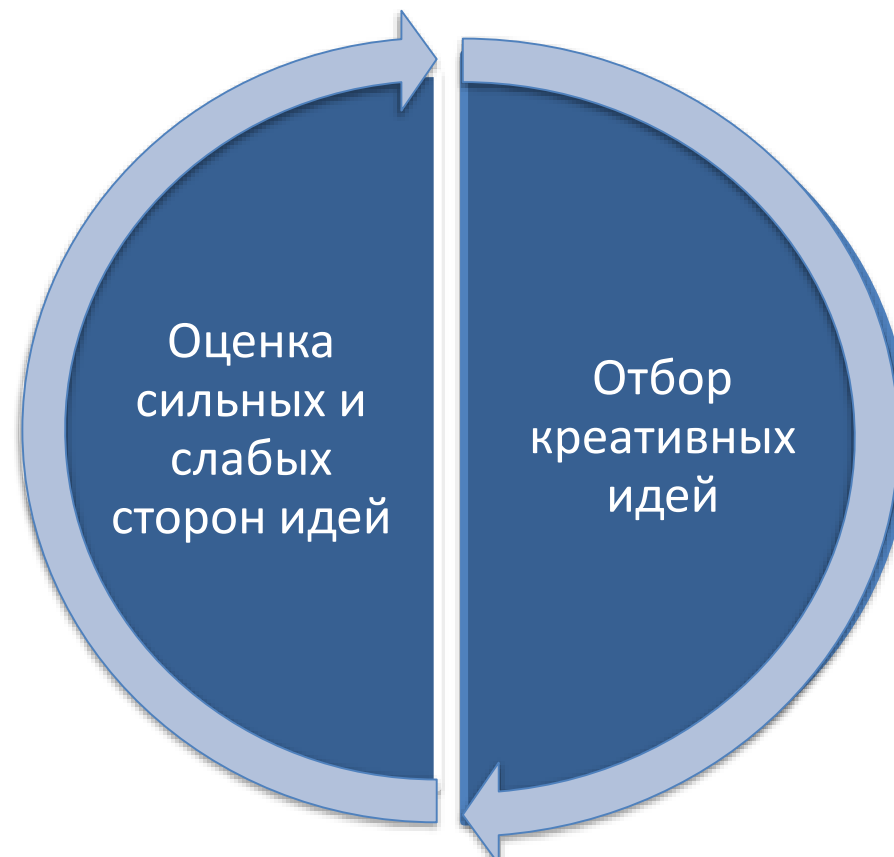 Оценка
сильных и
слабых
сторон идей
Отбор
креативных
идей